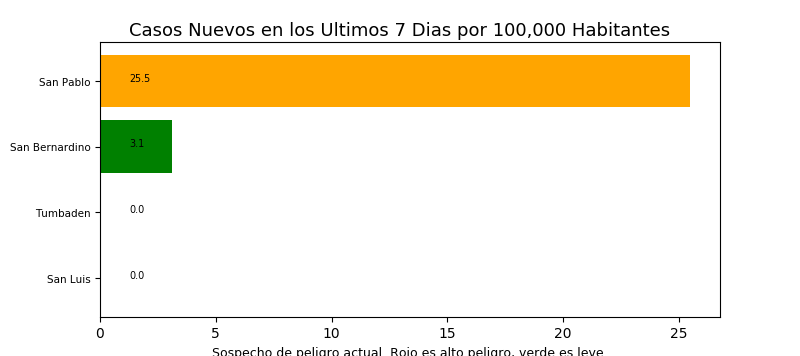 Casos Nuevos en los Ultimos 7 Dias por 100,000 Habitantes
San Pablo 25.5
San Bernardino 3.1
Tumbaden 0.0
San Luis 0.0
0 5 10 15 20 25
Sospecho de peligro actual. Rojo es alto peligro, verde es leve